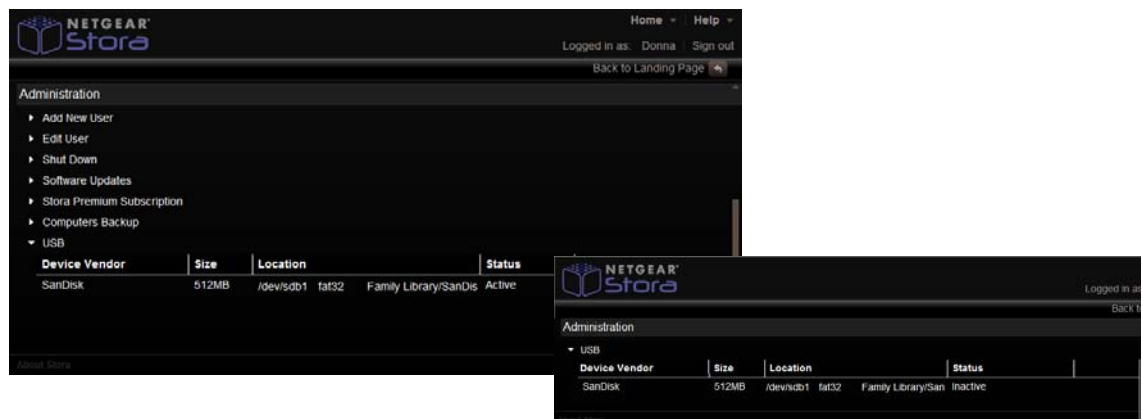 NETGEAR
Stora
Home Help
Logged in as: Donna Sign out
Back to Landing Page
Administration
Add New User
Edit User
Shut Down
Software Updates
Stora Premium Subscription
Computers Backup
USB
Device Vendor Size Location Status
SanDisk 512MB /dev/sdb1 fat32 Family Library/SanDis Active
About Stora
NETGEAR
Stora
Logged in as
Back t
Administration
USB
Device Vendor Size Location Status
SanDisk 512MB /dev/sdb1 fat32 Family Library/San Inactive